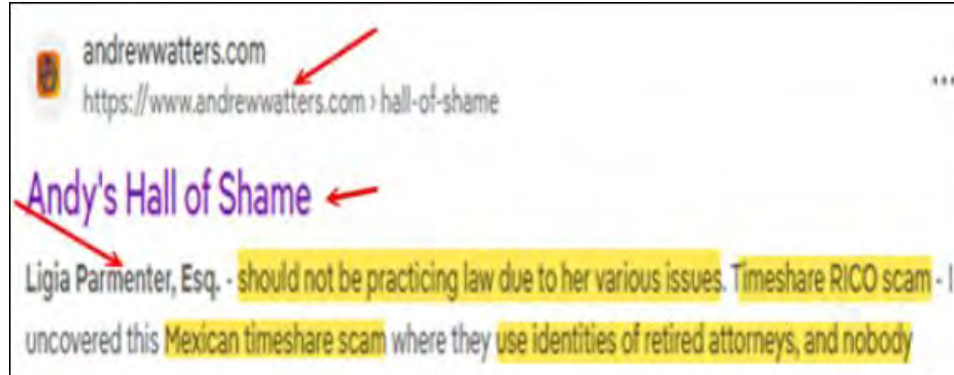 andrewwatters.com
https://www.andrewwatters.com › hall-of-shame
Andy's Hall of Shame
Ligia Parmenter, Esq. - should not be practicing law due to her various issues. Timeshare RICO scam - I
uncovered this Mexican timeshare scam where they use identities of retired attorneys, and nobody